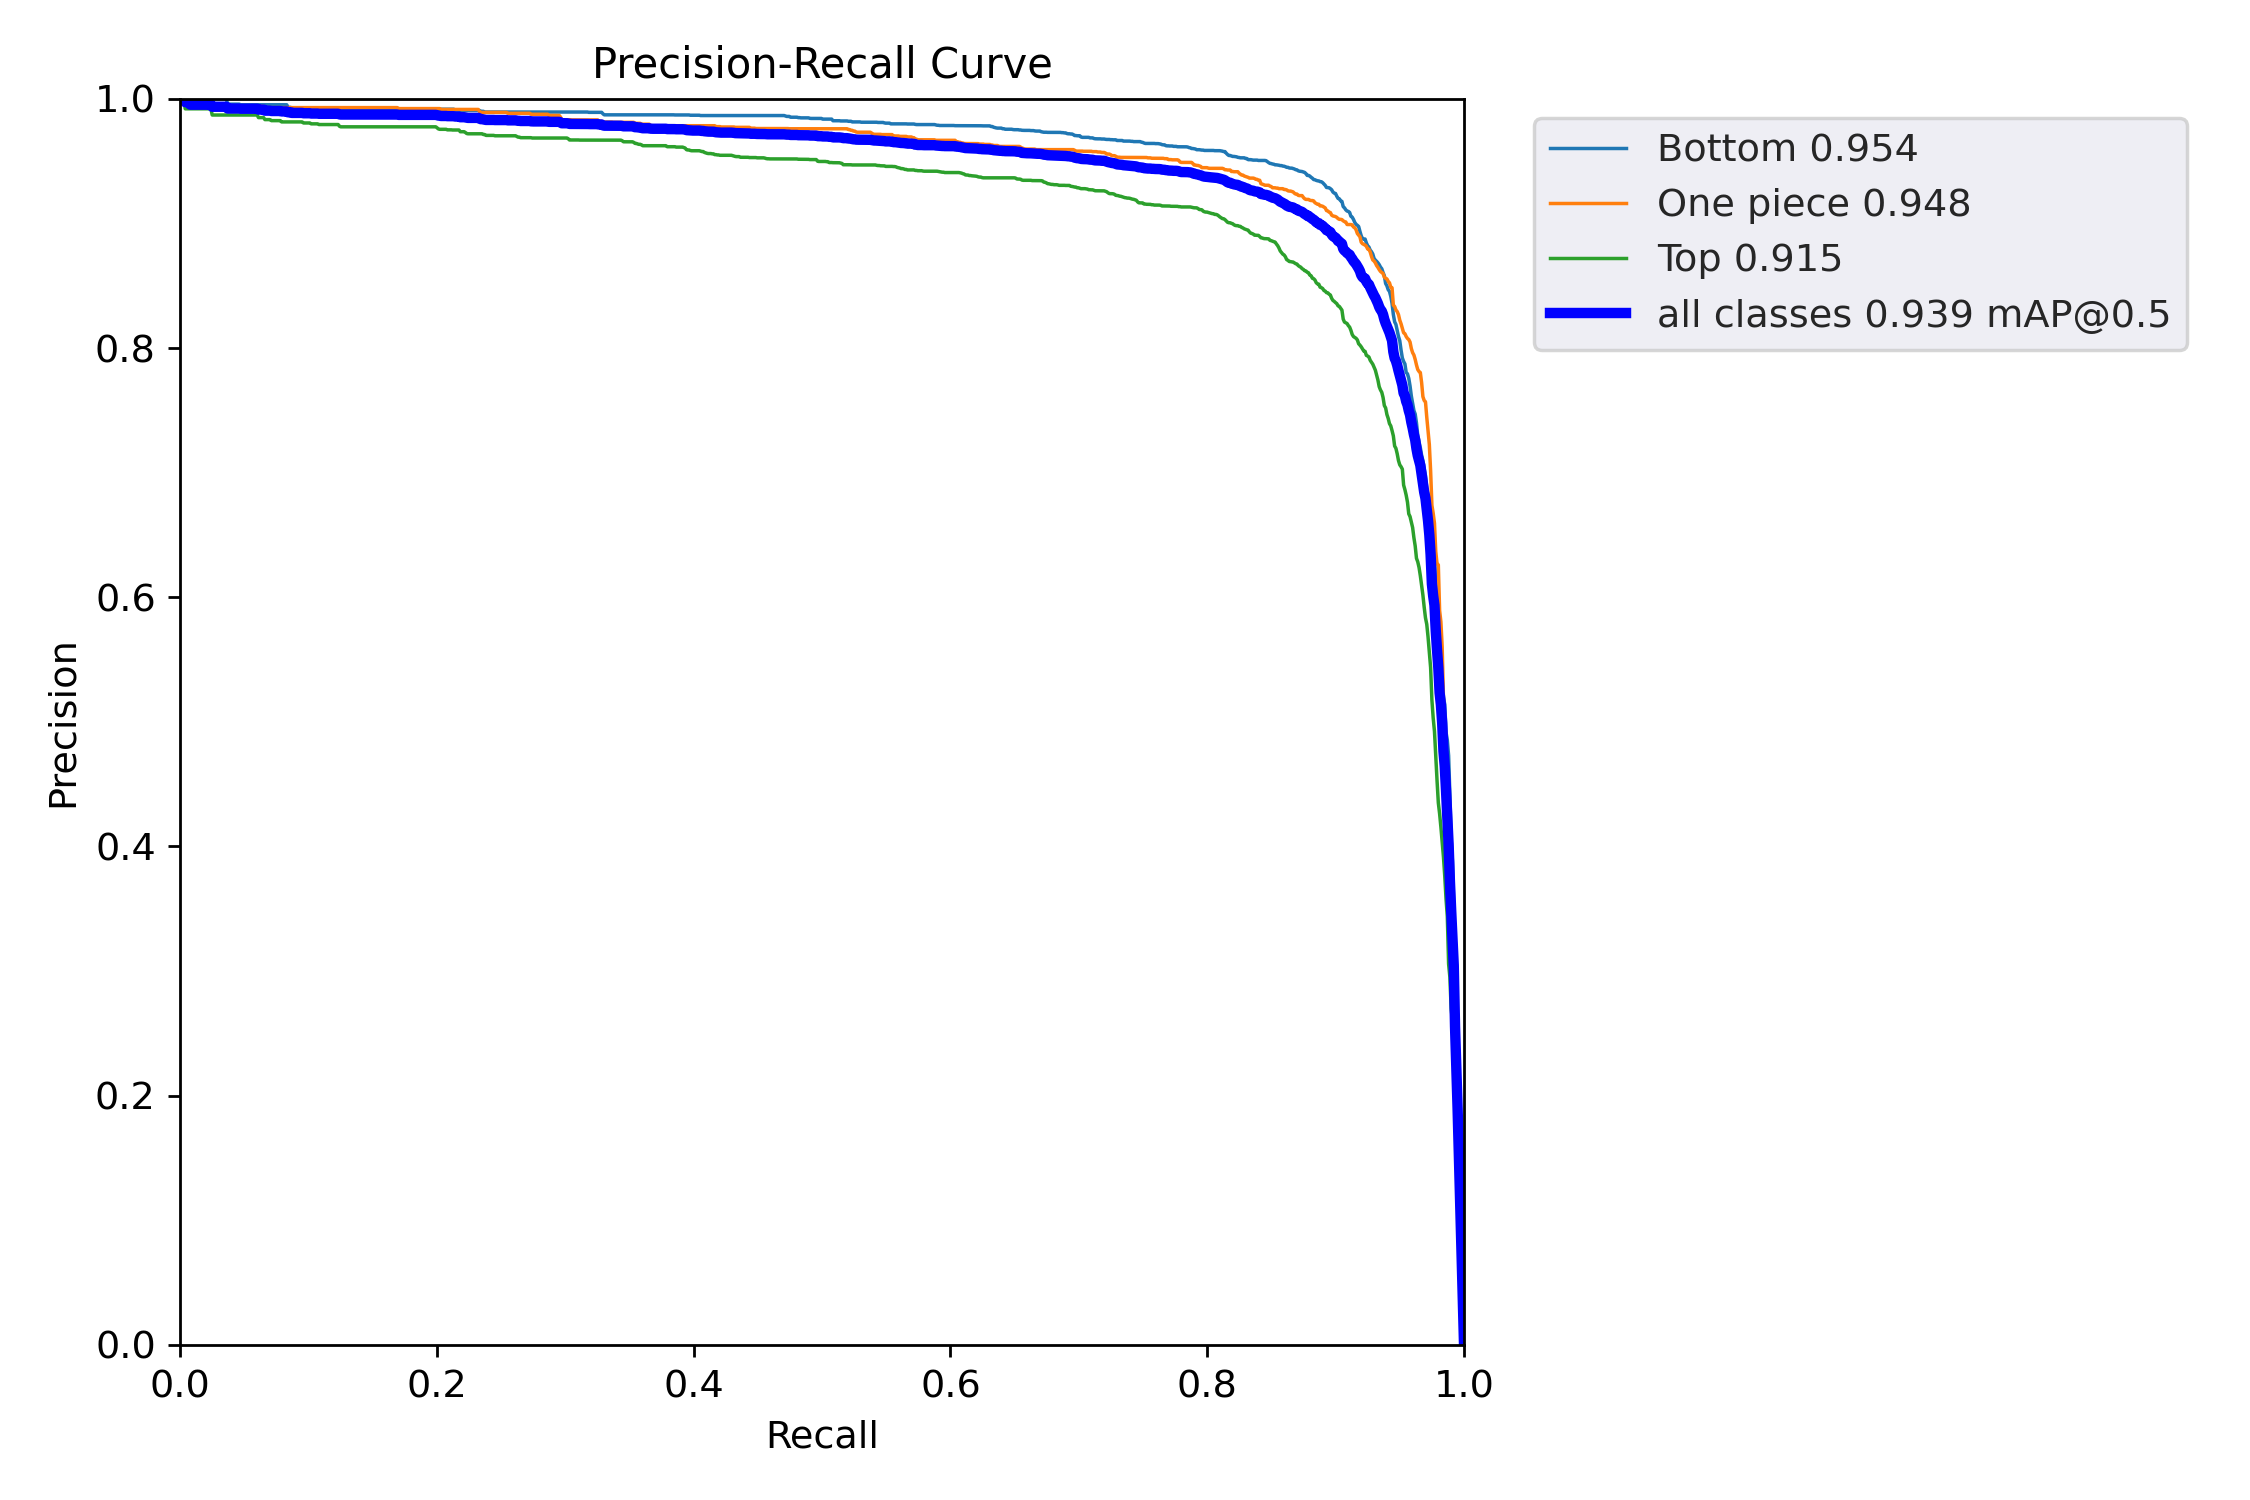 Precision-Recall Curve
1.0
0.8
0.6
0.4
0.2
0.0
Precision
0.0 0.2 0.4 0.6 0.8 1.0
Recall
Bottom 0.954
One piece 0.948
Top 0.915
all classes 0.939 mAP@0.5